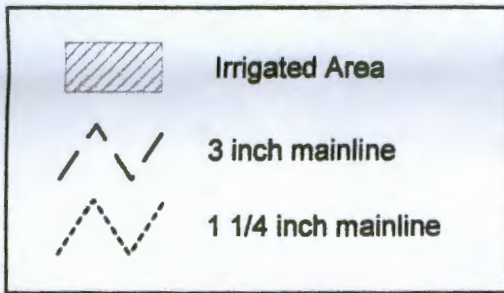 Irrigated Area
3 inch mainline
1 1/4 inch mainline